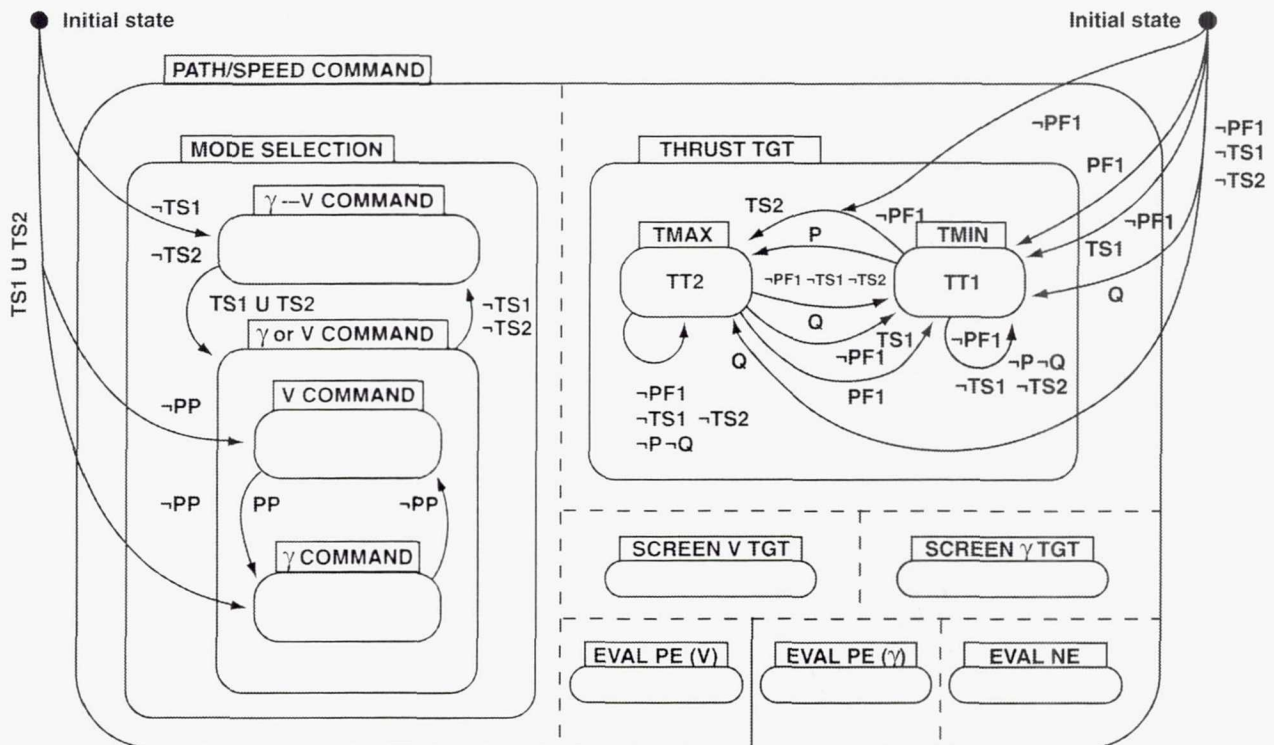 Initial state
Initial state
PATH/SPEED COMMAND
¬PF1
¬PF1
¬TS1
¬TS2
MODE SELECTION
THRUST TGT
PF1
TS1 U TS2
¬TS1
¬TS2
γ---V COMMAND
TS2
¬PF1
¬PF1
TS1
Q
TMAX
P
TMIN
TT2
¬PF1 ¬TS1 ¬TS2
TT1
TS1 U TS2
¬TS1
¬TS2
Q
TS1
γ or V COMMAND
Q
¬PF1
PF1
¬PF1
¬P¬Q
¬TS1 ¬TS2
¬PF1
¬TS1 ¬TS2
¬P¬Q
V COMMAND
¬PP
¬PP
PP
¬PP
γ COMMAND
SCREEN V TGT
SCREEN γ TGT
EVAL PE (V)
EVAL PE (γ)
EVAL NE